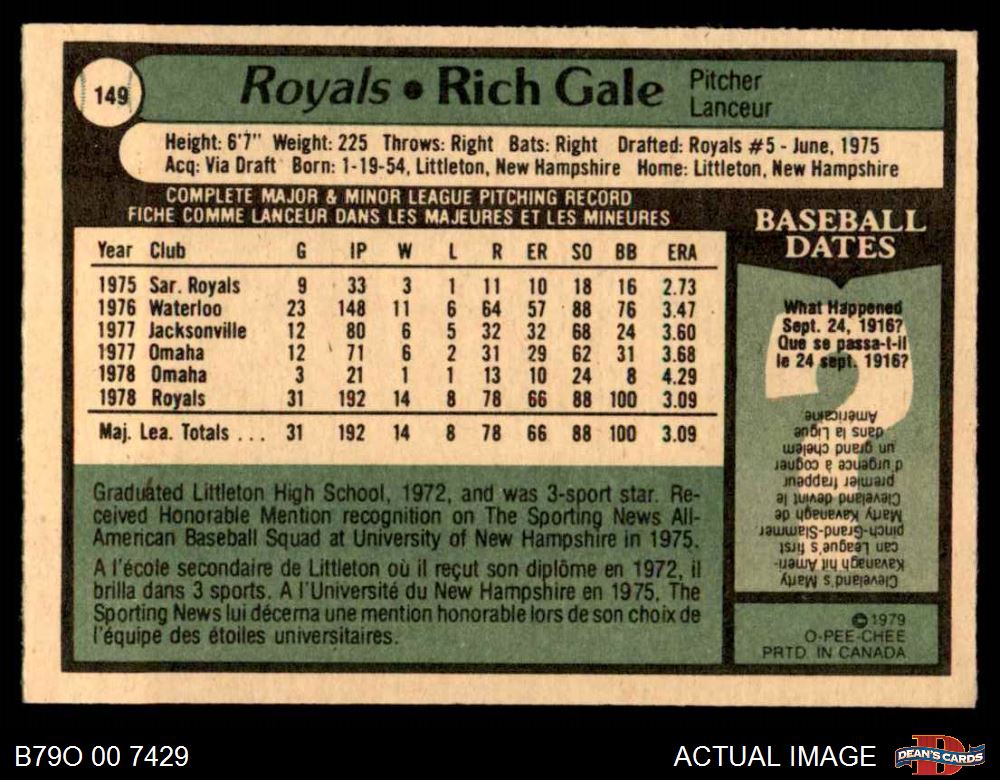 149
Royals • Rich Gale Pitcher
Lanceur
Height: 6'7" Weight: 225 Throws: Right Bats: Right Drafted: Royals #5 - June, 1975
Acq: Via Draft Born: 1-19-54, Littleton, New Hampshire Home: Littleton, New Hampshire
COMPLETE MAJOR & MINOR LEAGUE PITCHING RECORD
FICHE COMME LANCEUR DANS LES MAJEURES ET LES MINEURES
Year Club G IP W L R ER SO BB ERA
1975 Sar. Royals 9 33 3 1 11 10 18 16 2.73
1976 Waterloo 23 148 11 6 64 57 88 76 3.47
1977 Jacksonville 12 80 6 5 32 32 68 24 3.60
1977 Omaha 12 71 6 2 31 29 62 31 3.68
1978 Omaha 3 21 1 1 13 10 24 8 4.29
1978 Royals 31 192 14 8 78 66 88 100 3.09
Maj. Lea. Totals ... 31 192 14 8 78 66 88 100 3.09
Graduated Littleton High School, 1972, and was 3-sport star. Re-
ceived Honorable Mention recognition on The Sporting News All-
American Baseball Squad at University of New Hampshire in 1975.
A l'école secondaire de Littleton où il reçut son diplôme en 1972, il
brilla dans 3 sports. A l'Université du New Hampshire en 1975, The
Sporting News lui décerna une mention honorable lors de son choix de
l'équipe des étoiles universitaires.
BASEBALL
DATES
What Happened
Sept. 24, 1916?
Que se passa-t-il
le 24 sept. 1916?
Cleveland's Marty
Kavanagh hit Ameri-
can League's first
pinch-Grand-Slammer
Marty Kavanagh de
Cleveland devint le
premier frappeur
d'urgence à cogner
un grand chelem
dans la Ligue
Américaine
©1979
O-PEE-CHEE
PRTD. IN CANADA
B79O 00 7429
ACTUAL IMAGE
DEAN'S CARDS